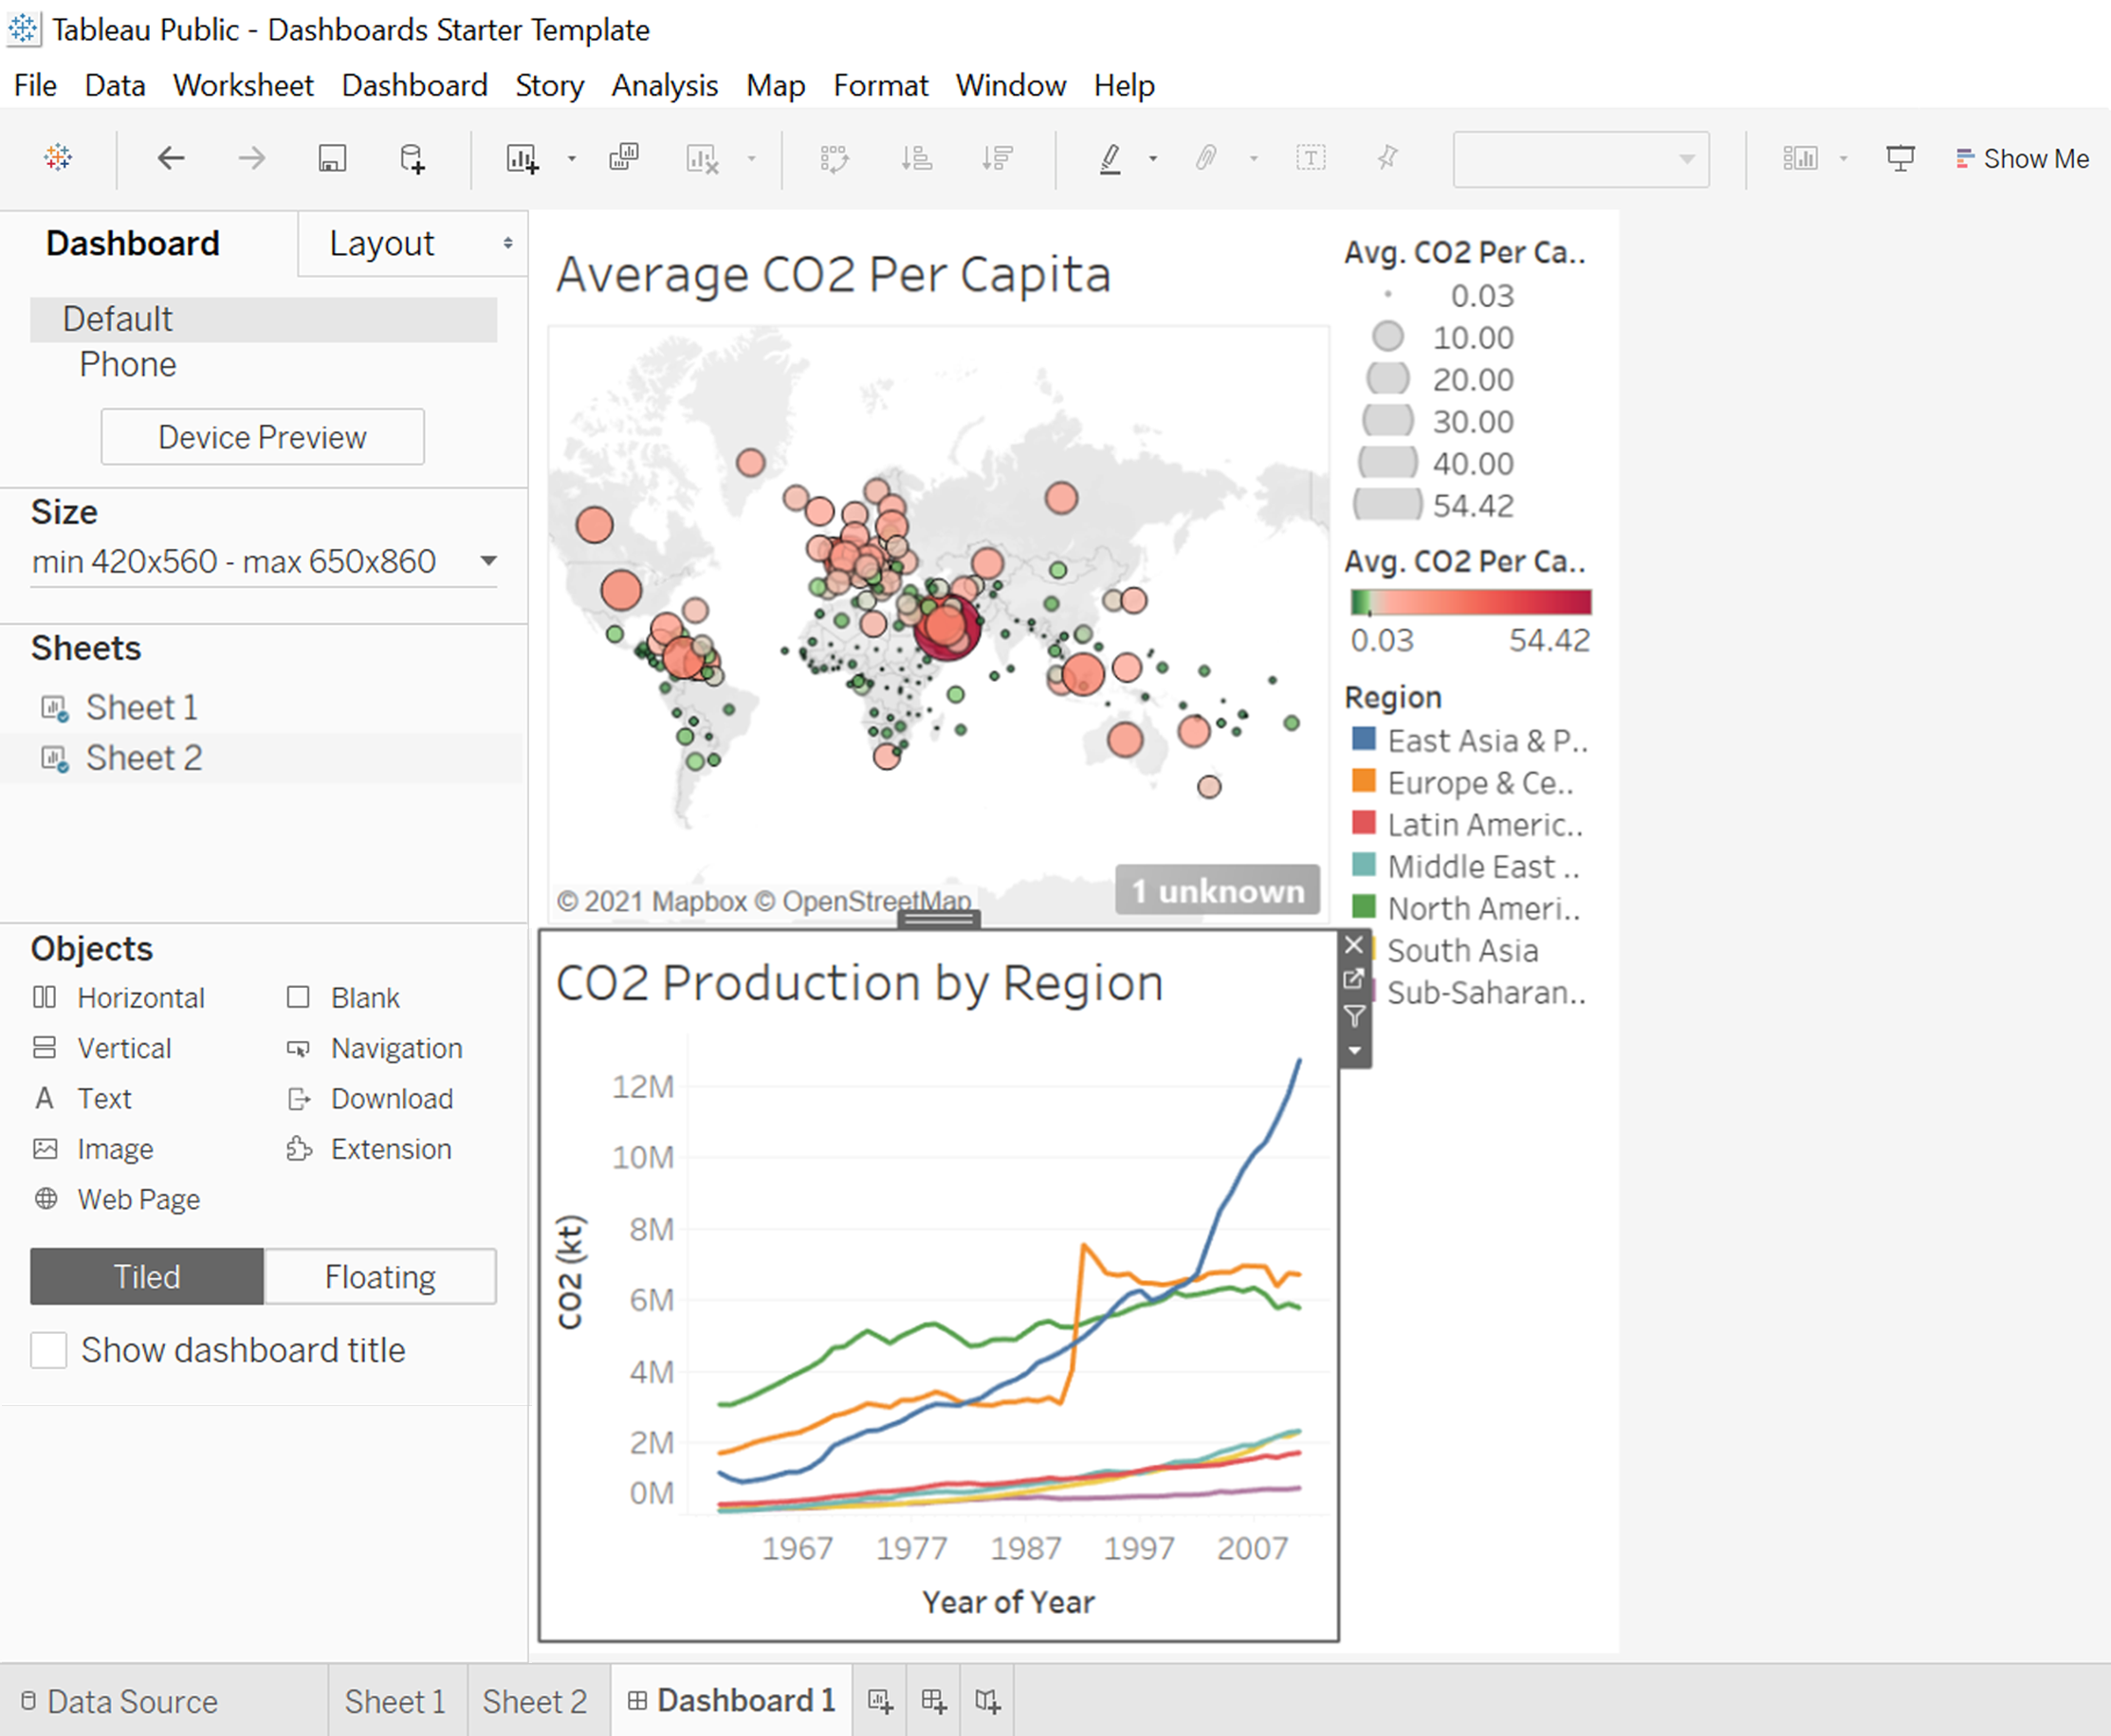 Tableau Public - Dashboards Starter Template
File Data Worksheet Dashboard Story Analysis Map Format Window Help
Show Me
Dashboard Layout
Default
Phone
Device Preview
Size
min 420x560 - max 650x860
Sheets
Sheet 1
Sheet 2
Objects
Horizontal Blank
Vertical Navigation
A Text Download
Image Extension
Web Page
Tiled Floating
Show dashboard title
Average CO2 Per Capita
© 2021 Mapbox © OpenStreetMap
1 unknown
Avg. CO2 Per Ca..
0.03
10.00
20.00
30.00
40.00
54.42
Avg. CO2 Per Ca..
0.03 54.42
Region
East Asia & P..
Europe & Ce..
Latin Americ..
Middle East ..
North Ameri..
South Asia
Sub-Saharan..
CO2 Production by Region
CO2 (kt)
12M
10M
8M
6M
4M
2M
0M
1967 1977 1987 1997 2007
Year of Year
Data Source Sheet 1 Sheet 2 Dashboard 1